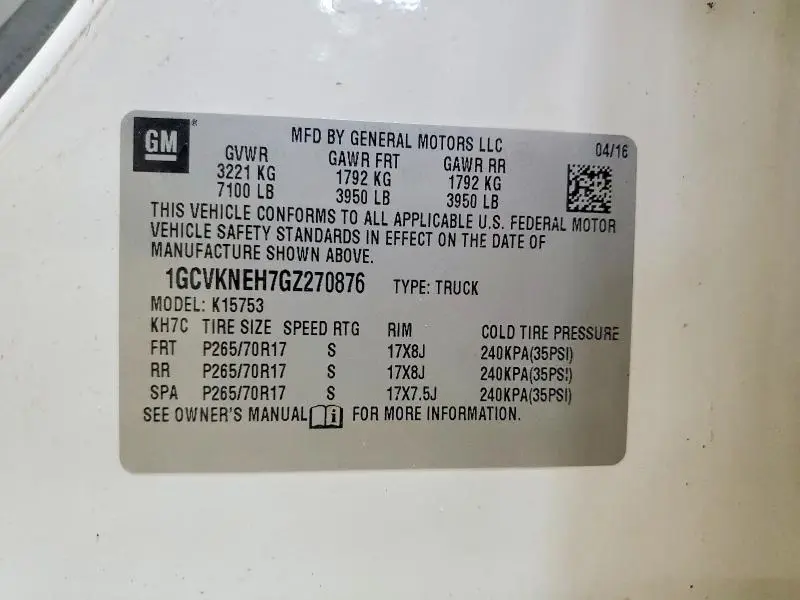 GM®
MFD BY GENERAL MOTORS LLC
04/16
GVWR GAWR FRT GAWR RR
3221 KG 1792 KG 1792 KG
7100 LB 3950 LB 3950 LB
THIS VEHICLE CONFORMS TO ALL APPLICABLE U.S. FEDERAL MOTOR
VEHICLE SAFETY STANDARDS IN EFFECT ON THE DATE OF
MANUFACTURE SHOWN ABOVE.
1GCVKNEH7GZ270876 TYPE: TRUCK
MODEL: K15753
KH7C TIRE SIZE SPEED RTG RIM COLD TIRE PRESSURE
FRT P265/70R17 S 17X8J 240KPA(35PSI)
RR P265/70R17 S 17X8J 240KPA(35PSI)
SPA P265/70R17 S 17X7.5J 240KPA(35PSI)
SEE OWNER'S MANUAL FOR MORE INFORMATION.